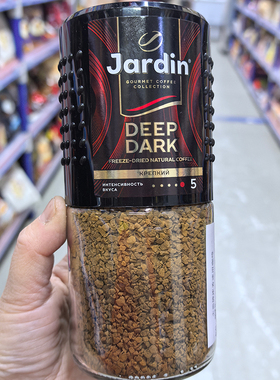 Jardin
GOURMET COFFEE
COLLECTION
DEEP
DARK
FREEZE-DRIED NATURAL COFFEE
КРЕПКИЙ
ИНТЕНСИВНОСТЬ
ВКУСА
5